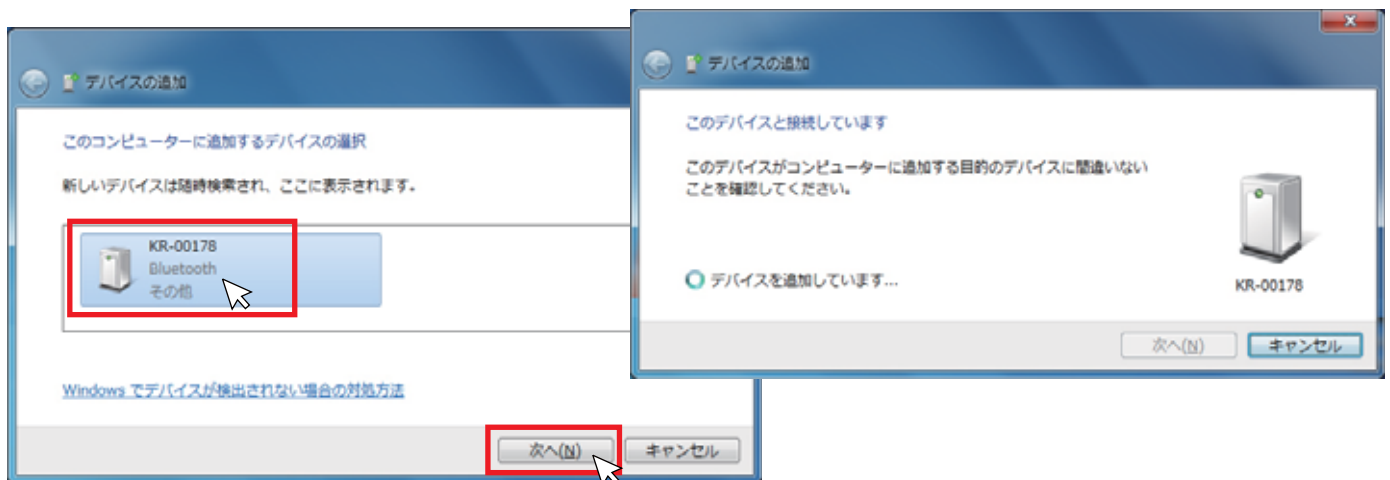 デバイスの追加
このコンピューターに追加するデバイスの選択
新しいデバイスは随時検索され、ここに表示されます。
KR-00178
Bluetooth
その他
Windows でデバイスが検出されない場合の対処方法
次へ(N)
キャンセル
デバイスの追加
このデバイスと接続しています
このデバイスがコンピューターに追加する目的のデバイスに間違いない
ことを確認してください。
デバイスを追加しています...
KR-00178
次へ(N)
キャンセル